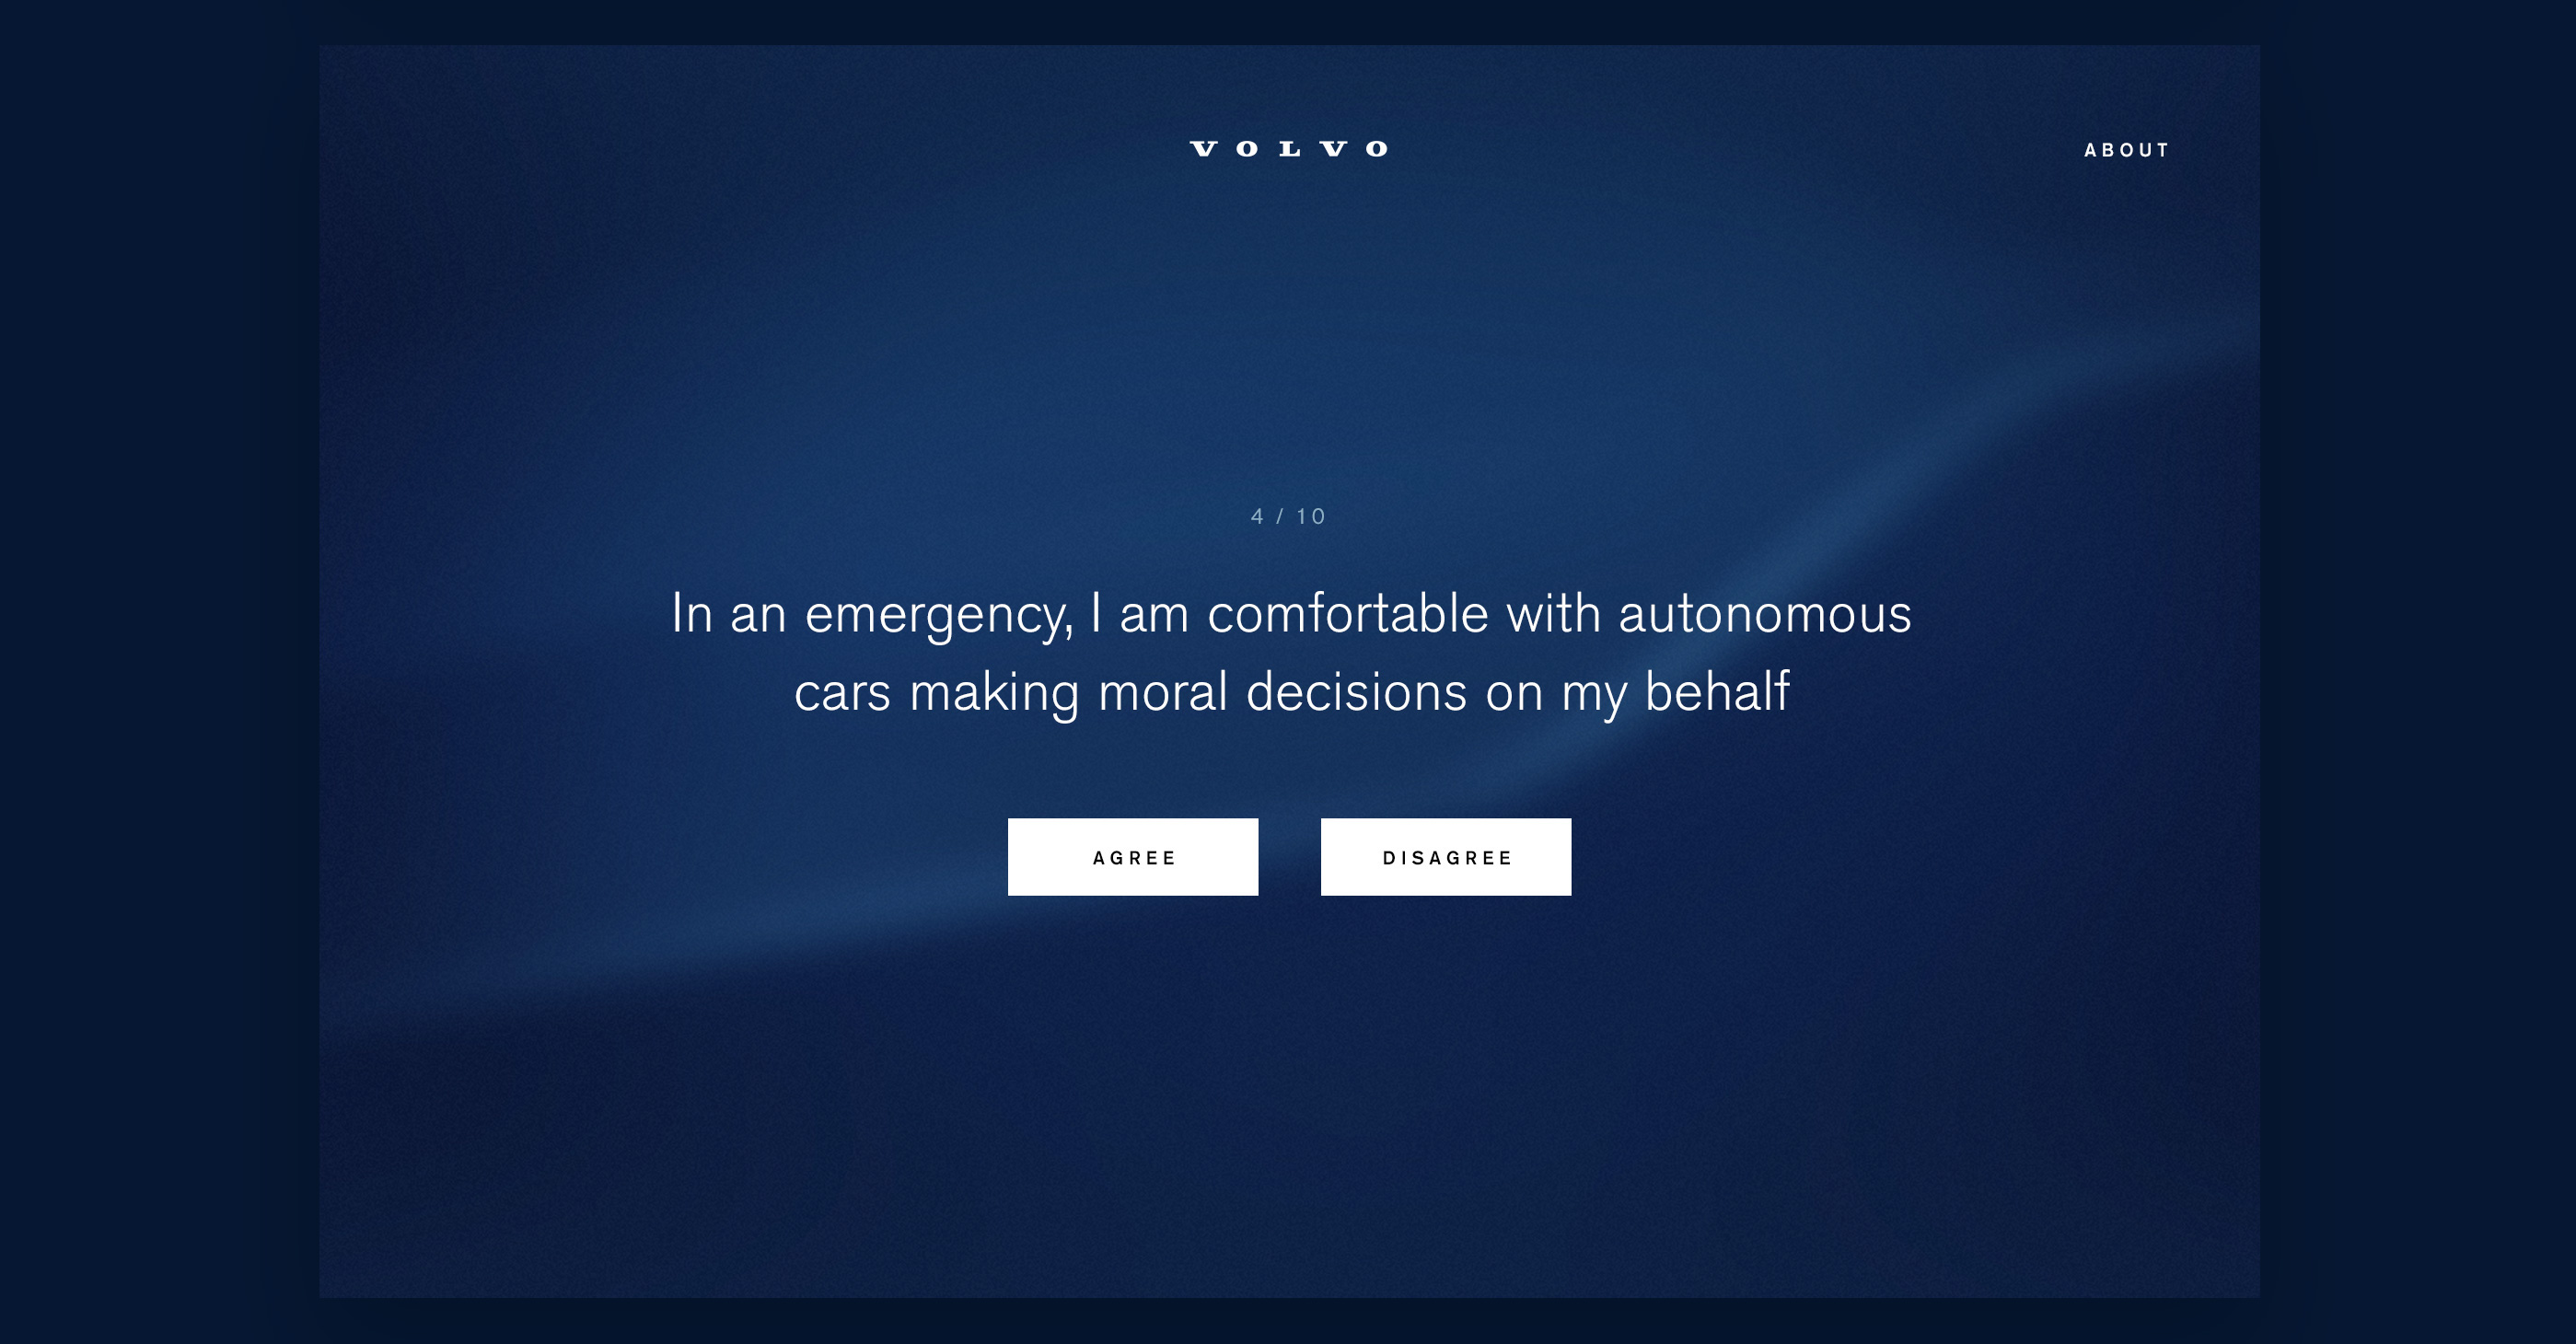 VOLVO
ABOUT
4 / 10
In an emergency, I am comfortable with autonomous
cars making moral decisions on my behalf
AGREE
DISAGREE